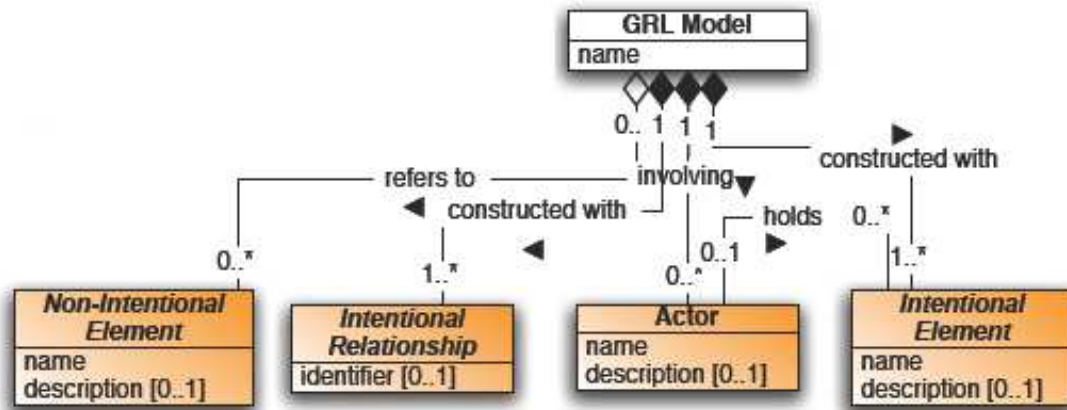 GRL Model
name
0.. 1 1 1
constructed with
refers to
involving
constructed with
holds
0..*
0..*
1..*
0..*
0..1
1..*
Non-Intentional
Element
name
description [0..1]
Intentional
Relationship
identifier [0..1]
Actor
name
description [0..1]
Intentional
Element
name
description [0..1]